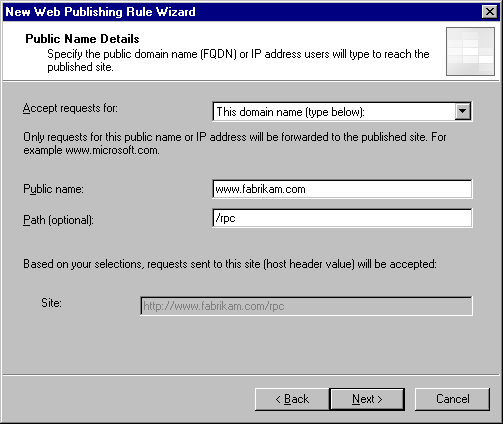 New Web Publishing Rule Wizard
Public Name Details
Specify the public domain name (FQDN) or IP address users will type to reach the
published site.
Accept requests for:
This domain name (type below):
Only requests for this public name or IP address will be forwarded to the published site. For
example www.microsoft.com.
Public name:
www.fabrikam.com
Path (optional):
/rpc
Based on your selections, requests sent to this site (host header value) will be accepted:
Site:
http://www.fabrikam.com/rpc
< Back
Next >
Cancel